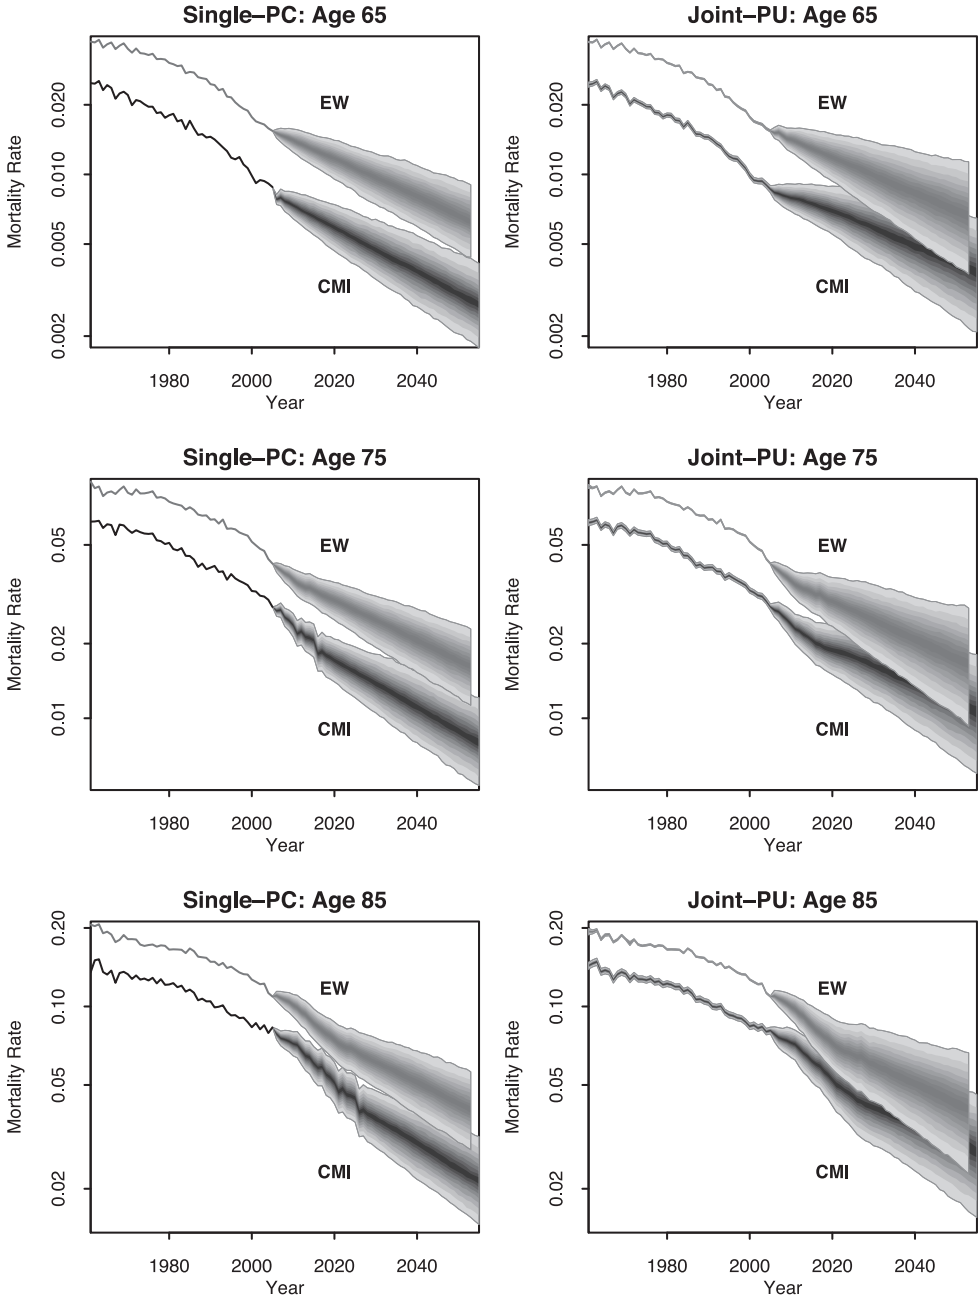 Single–PC: Age 65
Mortality Rate
0.020
0.010
0.005
0.002
EW
CMI
1980 2000 2020 2040
Year
Joint–PU: Age 65
Mortality Rate
0.020
0.010
0.005
0.002
EW
CMI
1980 2000 2020 2040
Year
Single–PC: Age 75
Mortality Rate
0.05
0.02
0.01
EW
CMI
1980 2000 2020 2040
Year
Joint–PU: Age 75
Mortality Rate
0.05
0.02
0.01
EW
CMI
1980 2000 2020 2040
Year
Single–PC: Age 85
Mortality Rate
0.20
0.10
0.05
0.02
EW
CMI
1980 2000 2020 2040
Year
Joint–PU: Age 85
Mortality Rate
0.20
0.10
0.05
0.02
EW
CMI
1980 2000 2020 2040
Year